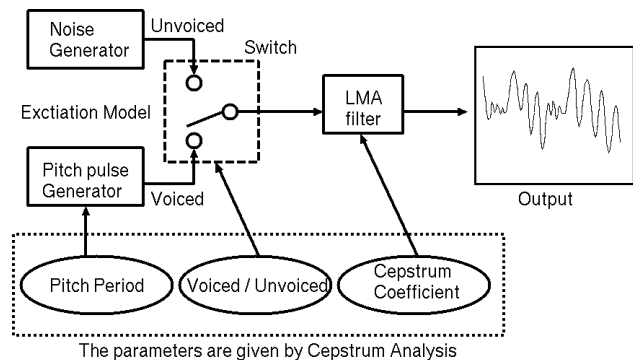 Noise
Generator
Unvoiced
Switch
Exctiation Model
LMA
filter
Pitch pulse
Generator
Voiced
Output
Pitch Period
Voiced / Unvoiced
Cepstrum
Coefficient
The parameters are given by Cepstrum Analysis